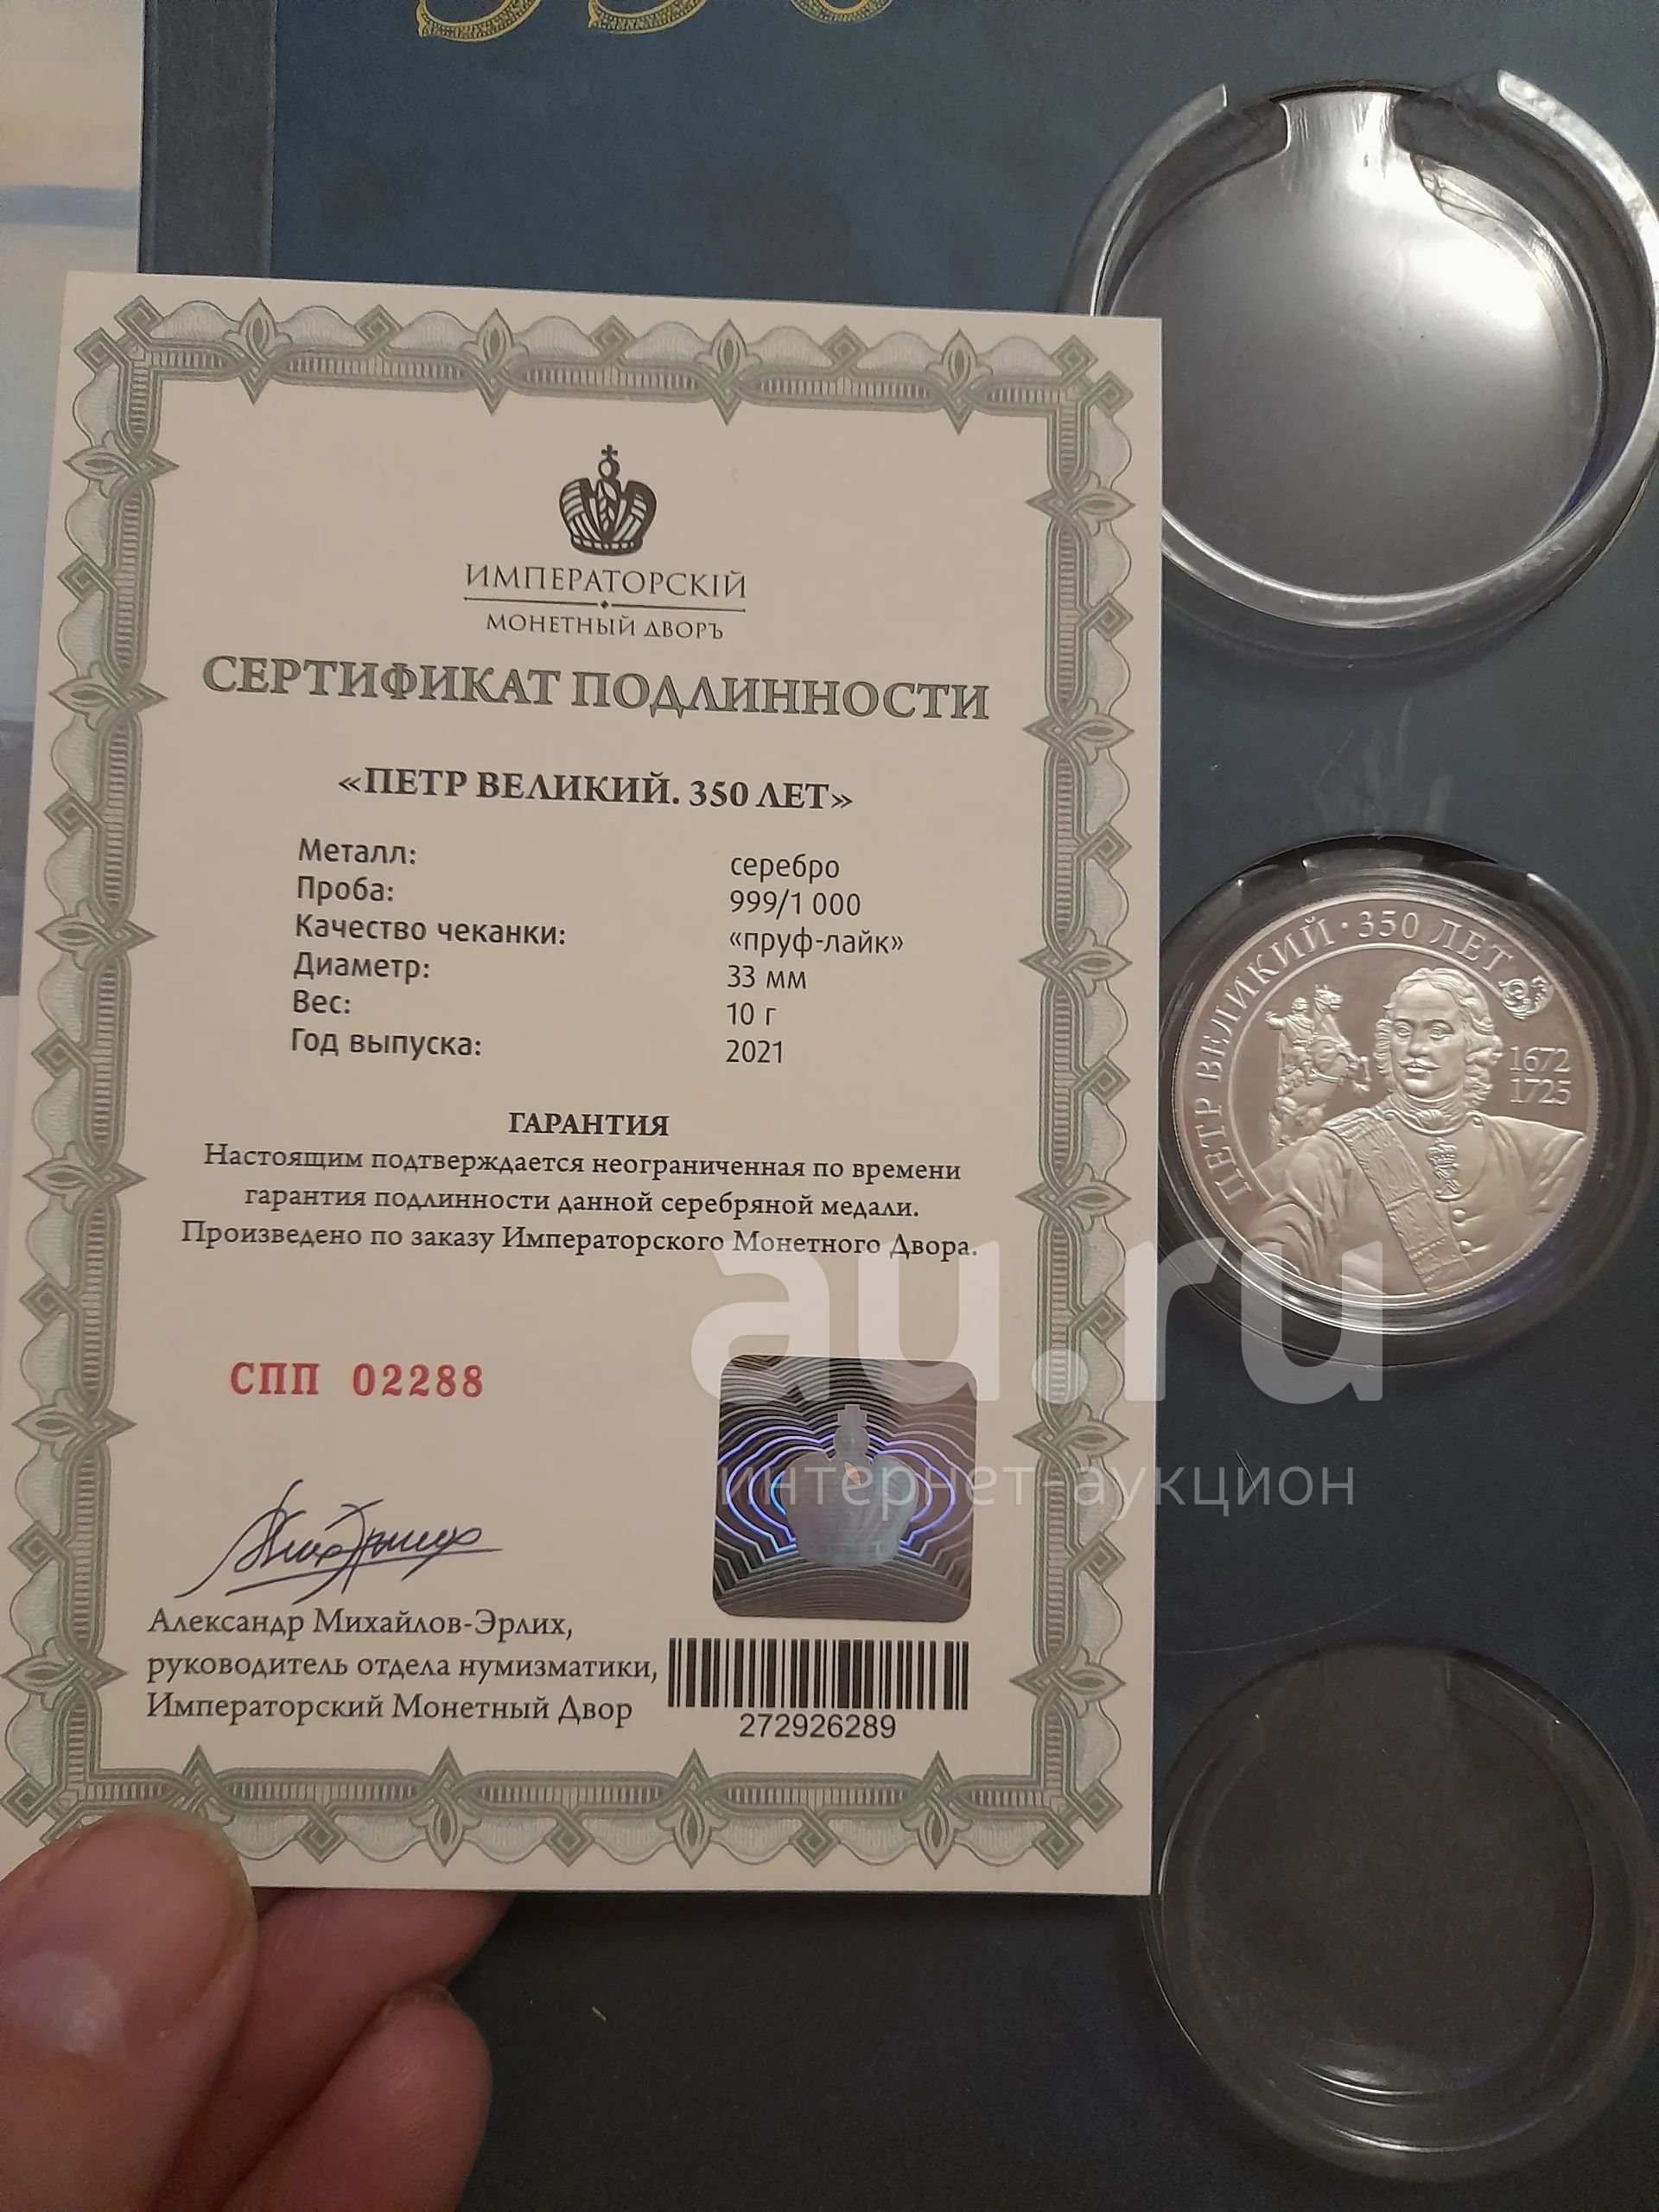 ИМПЕРАТОРСКІЙ
МОНЕТНЫЙ ДВОРЪ
СЕРТИФИКАТ ПОДЛИННОСТИ
«ПЕТР ВЕЛИКИЙ. 350 ЛЕТ»
Металл: серебро
Проба: 999/1 000
Качество чеканки: «пруф-лайк»
Диаметр: 33 мм
Вес: 10 г
Год выпуска: 2021
ГАРАНТИЯ
Настоящим подтверждается неограниченная по времени
гарантия подлинности данной серебряной медали.
Произведено по заказу Императорского Монетного Двора.
СПП 02288
Александр Михайлов-Эрлих,
руководитель отдела нумизматики,
Императорский Монетный Двор
272926289
ПЕТР ВЕЛИКИЙ · 350 ЛЕТ
1672
1725
au.ru
интернет-аукцион